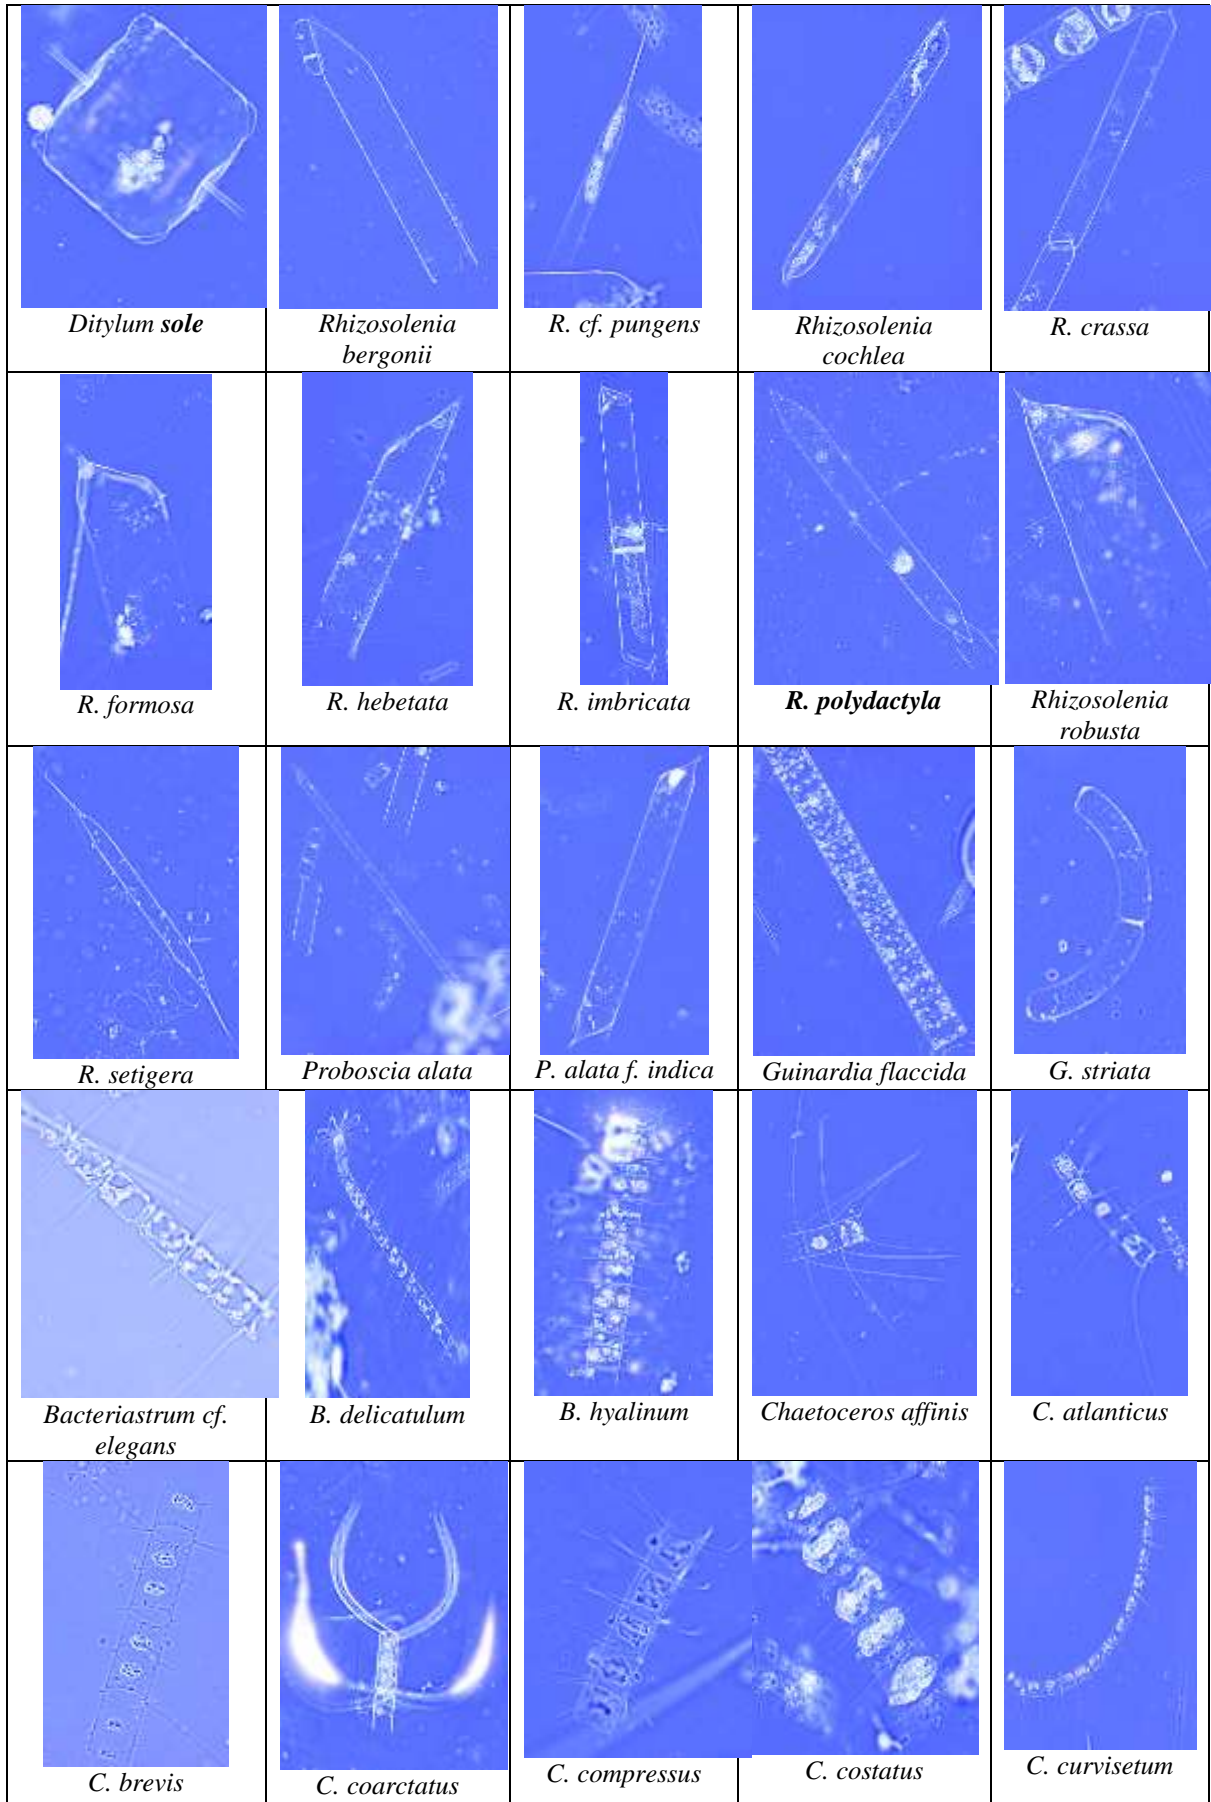 Ditylum sole
Rhizosolenia
bergonii
R. cf. pungens
Rhizosolenia
cochlea
R. crassa
R. formosa
R. hebetata
R. imbricata
R. polydactyla
Rhizosolenia
robusta
R. setigera
Proboscia alata
P. alata f. indica
Guinardia flaccida
G. striata
Bacteriastrum cf.
elegans
B. delicatulum
B. hyalinum
Chaetoceros affinis
C. atlanticus
C. brevis
C. coarctatus
C. compressus
C. costatus
C. curvisetum